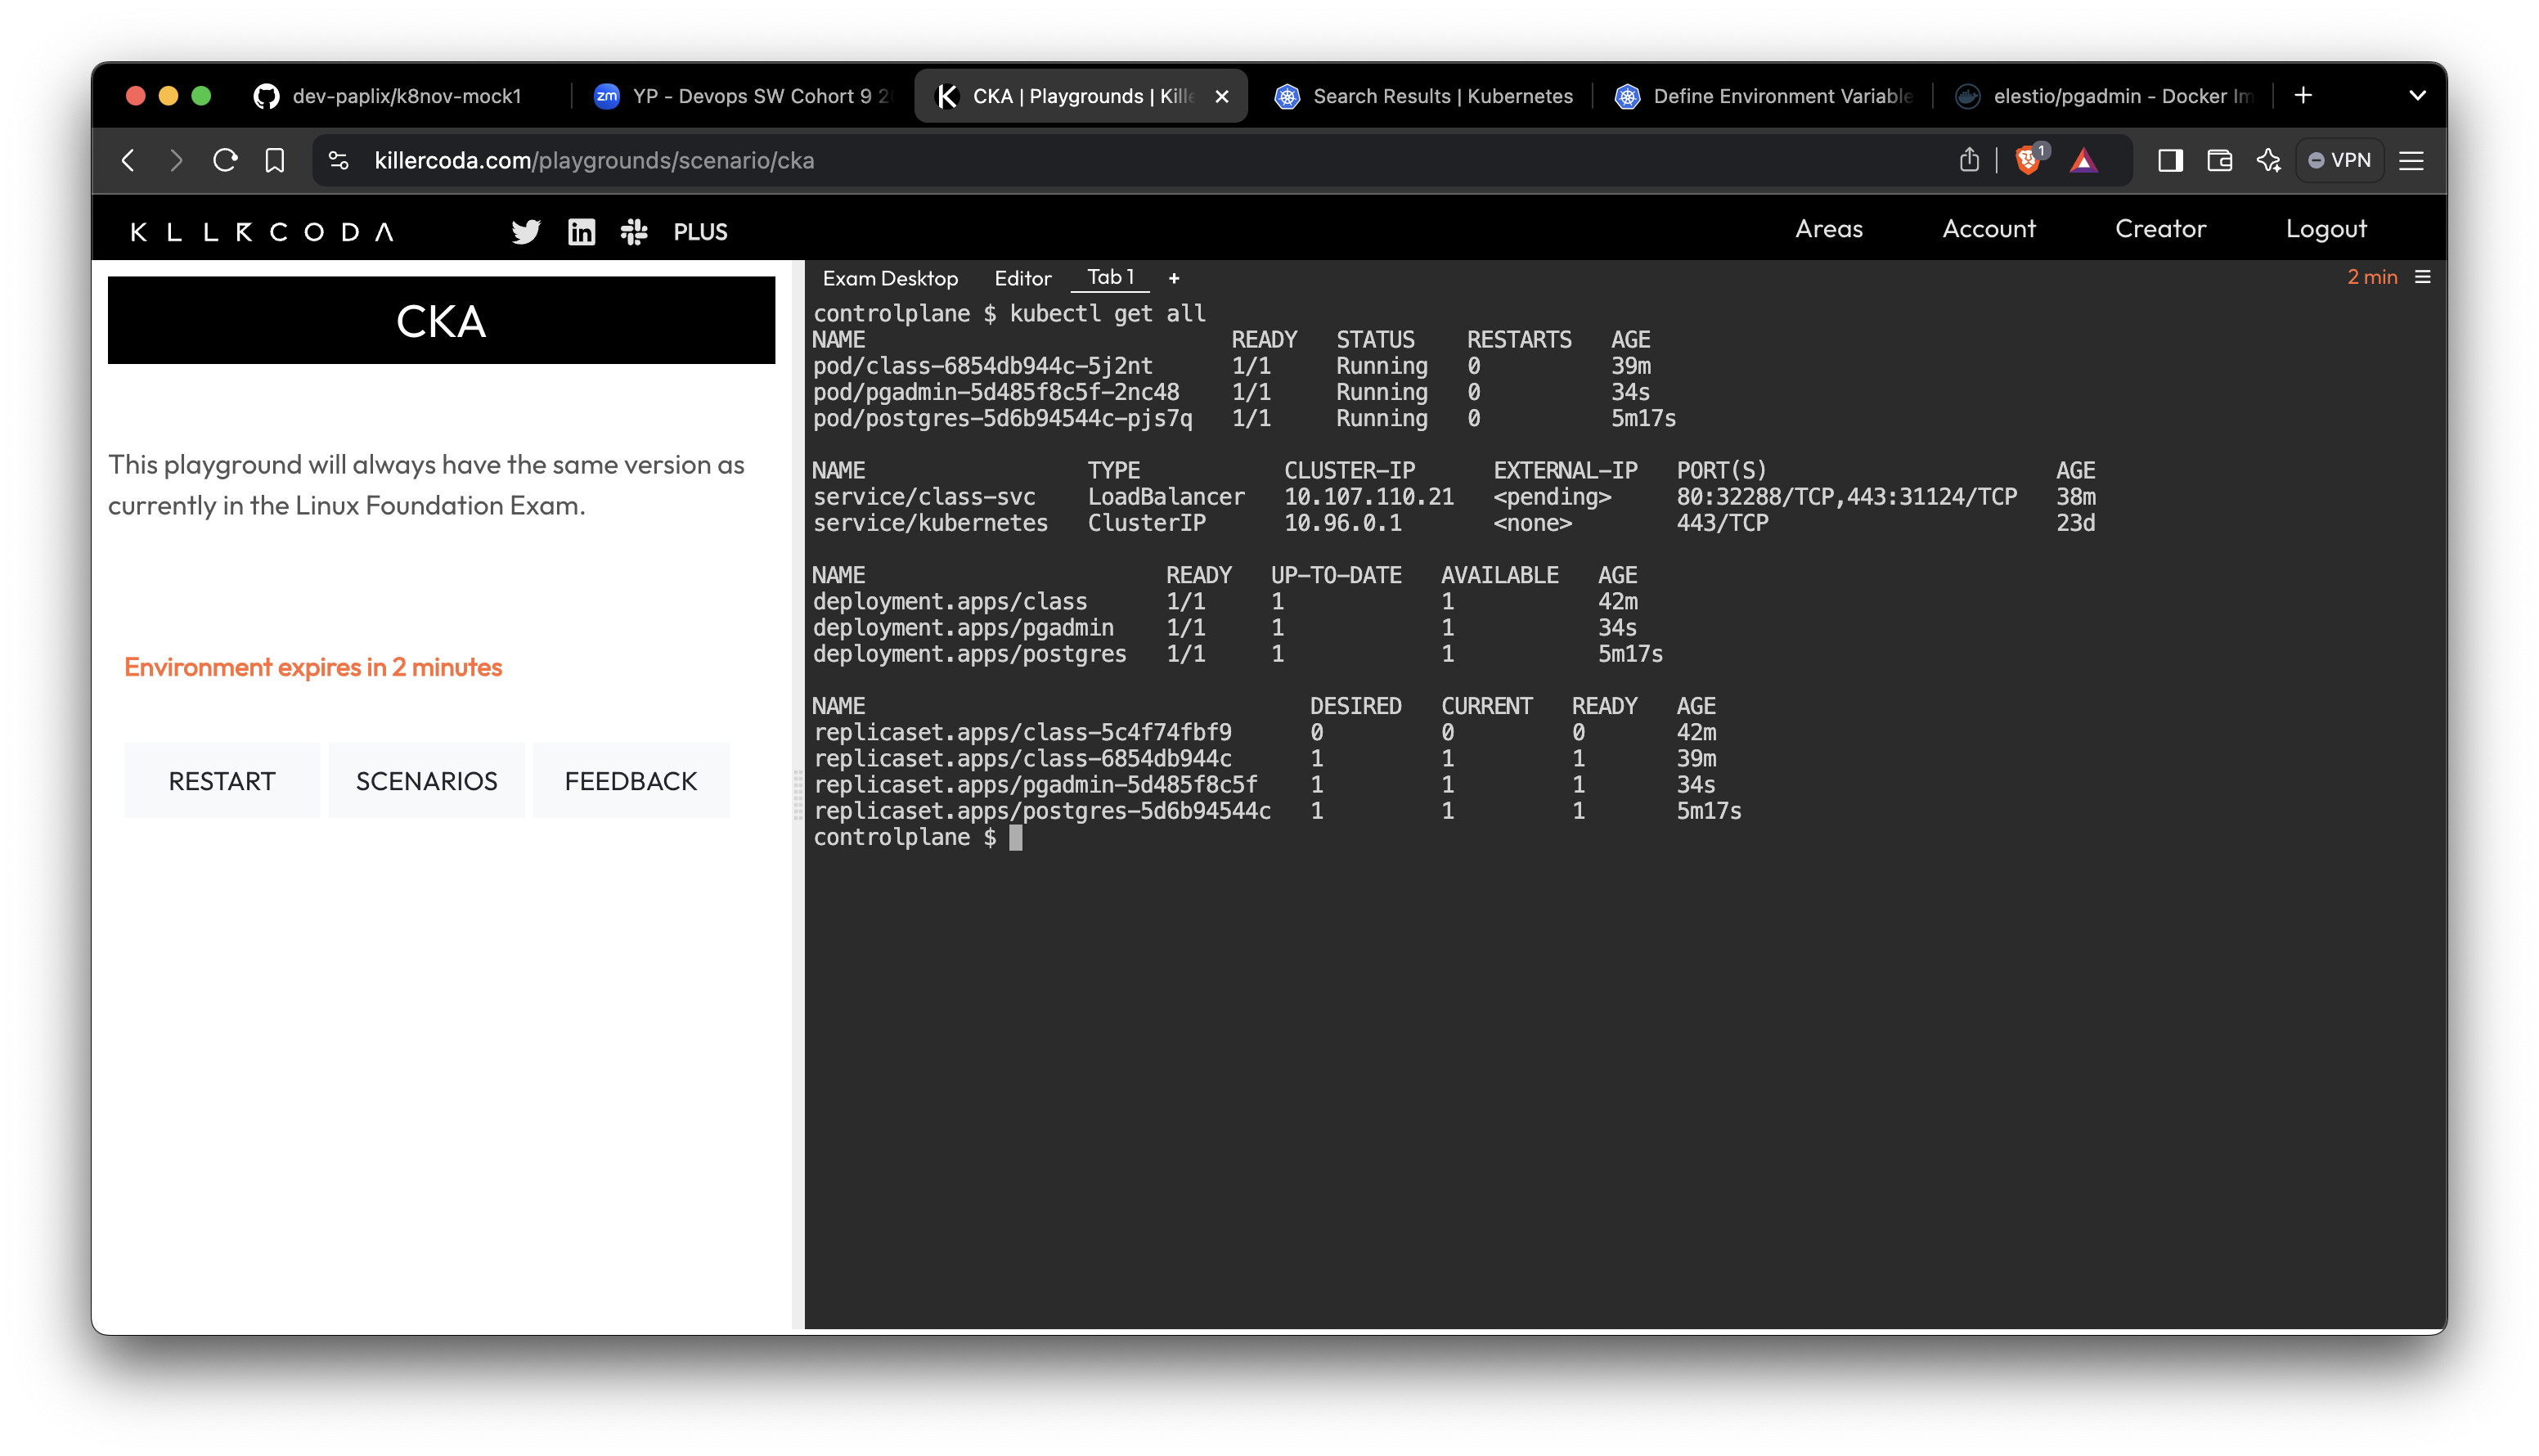 dev-paplix/k8nov-mock1
zm YP - Devops SW Cohort 9
CKA | Playgrounds | Kille
Search Results | Kubernetes
Define Environment Variable
elestio/pgadmin - Docker Im
killercoda.com/playgrounds/scenario/cka
1
VPN
KLLRCODA
PLUS
Areas
Account
Creator
Logout
CKA
This playground will always have the same version as
currently in the Linux Foundation Exam.
Environment expires in 2 minutes
RESTART
SCENARIOS
FEEDBACK
Exam Desktop
Editor
Tab 1
+
2 min
controlplane $ kubectl get all
NAME READY STATUS RESTARTS AGE
pod/class-6854db944c-5j2nt 1/1 Running 0 39m
pod/pgadmin-5d485f8c5f-2nc48 1/1 Running 0 34s
pod/postgres-5d6b94544c-pjs7q 1/1 Running 0 5m17s
NAME TYPE CLUSTER-IP EXTERNAL-IP PORT(S) AGE
service/class-svc LoadBalancer 10.107.110.21 <pending> 80:32288/TCP,443:31124/TCP 38m
service/kubernetes ClusterIP 10.96.0.1 <none> 443/TCP 23d
NAME READY UP-TO-DATE AVAILABLE AGE
deployment.apps/class 1/1 1 1 42m
deployment.apps/pgadmin 1/1 1 1 34s
deployment.apps/postgres 1/1 1 1 5m17s
NAME DESIRED CURRENT READY AGE
replicaset.apps/class-5c4f74fbf9 0 0 0 42m
replicaset.apps/class-6854db944c 1 1 1 39m
replicaset.apps/pgadmin-5d485f8c5f 1 1 1 34s
replicaset.apps/postgres-5d6b94544c 1 1 1 5m17s
controlplane $